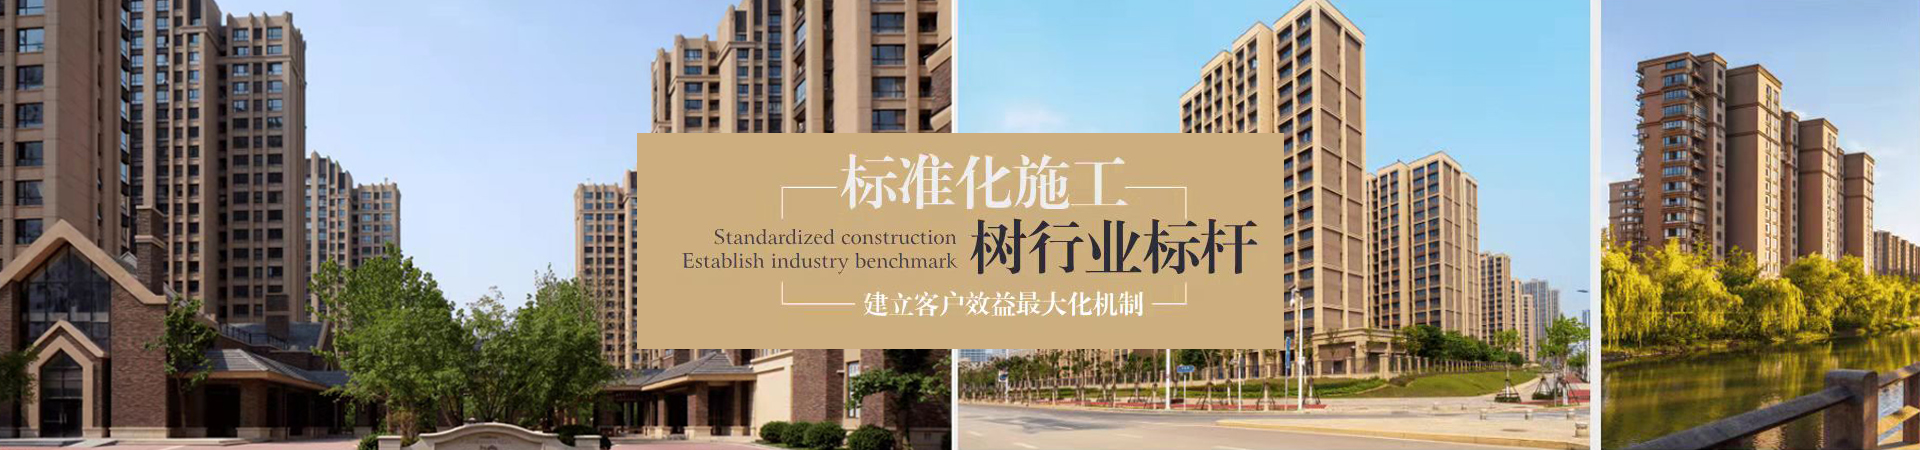 标准化施工
Standardized construction
Establish industry benchmark
树行业标杆
建立客户效益最大化机制